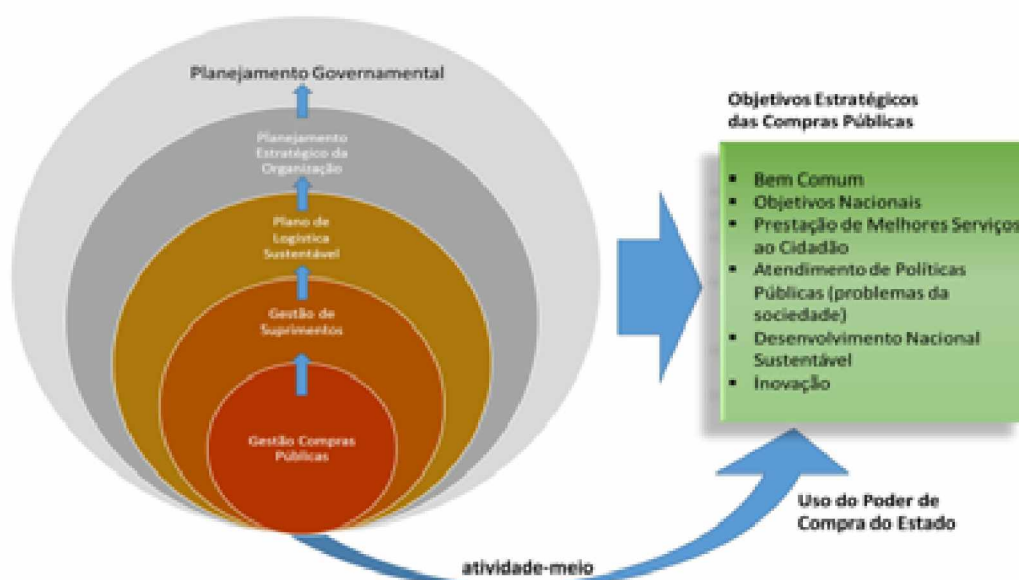 Planejamento Governamental
Planejamento
Estratégico da
Organização
Plano de
Logística
Sustentável
Gestão de
Suprimentos
Gestão Compras
Públicas
Objetivos Estratégicos
das Compras Públicas
▪ Bem Comum
▪ Objetivos Nacionais
▪ Prestação de Melhores Serviços
ao Cidadão
▪ Atendimento de Políticas
Públicas (problemas da
sociedade)
▪ Desenvolvimento Nacional
Sustentável
▪ Inovação
Uso do Poder de
Compra do Estado
atividade-meio